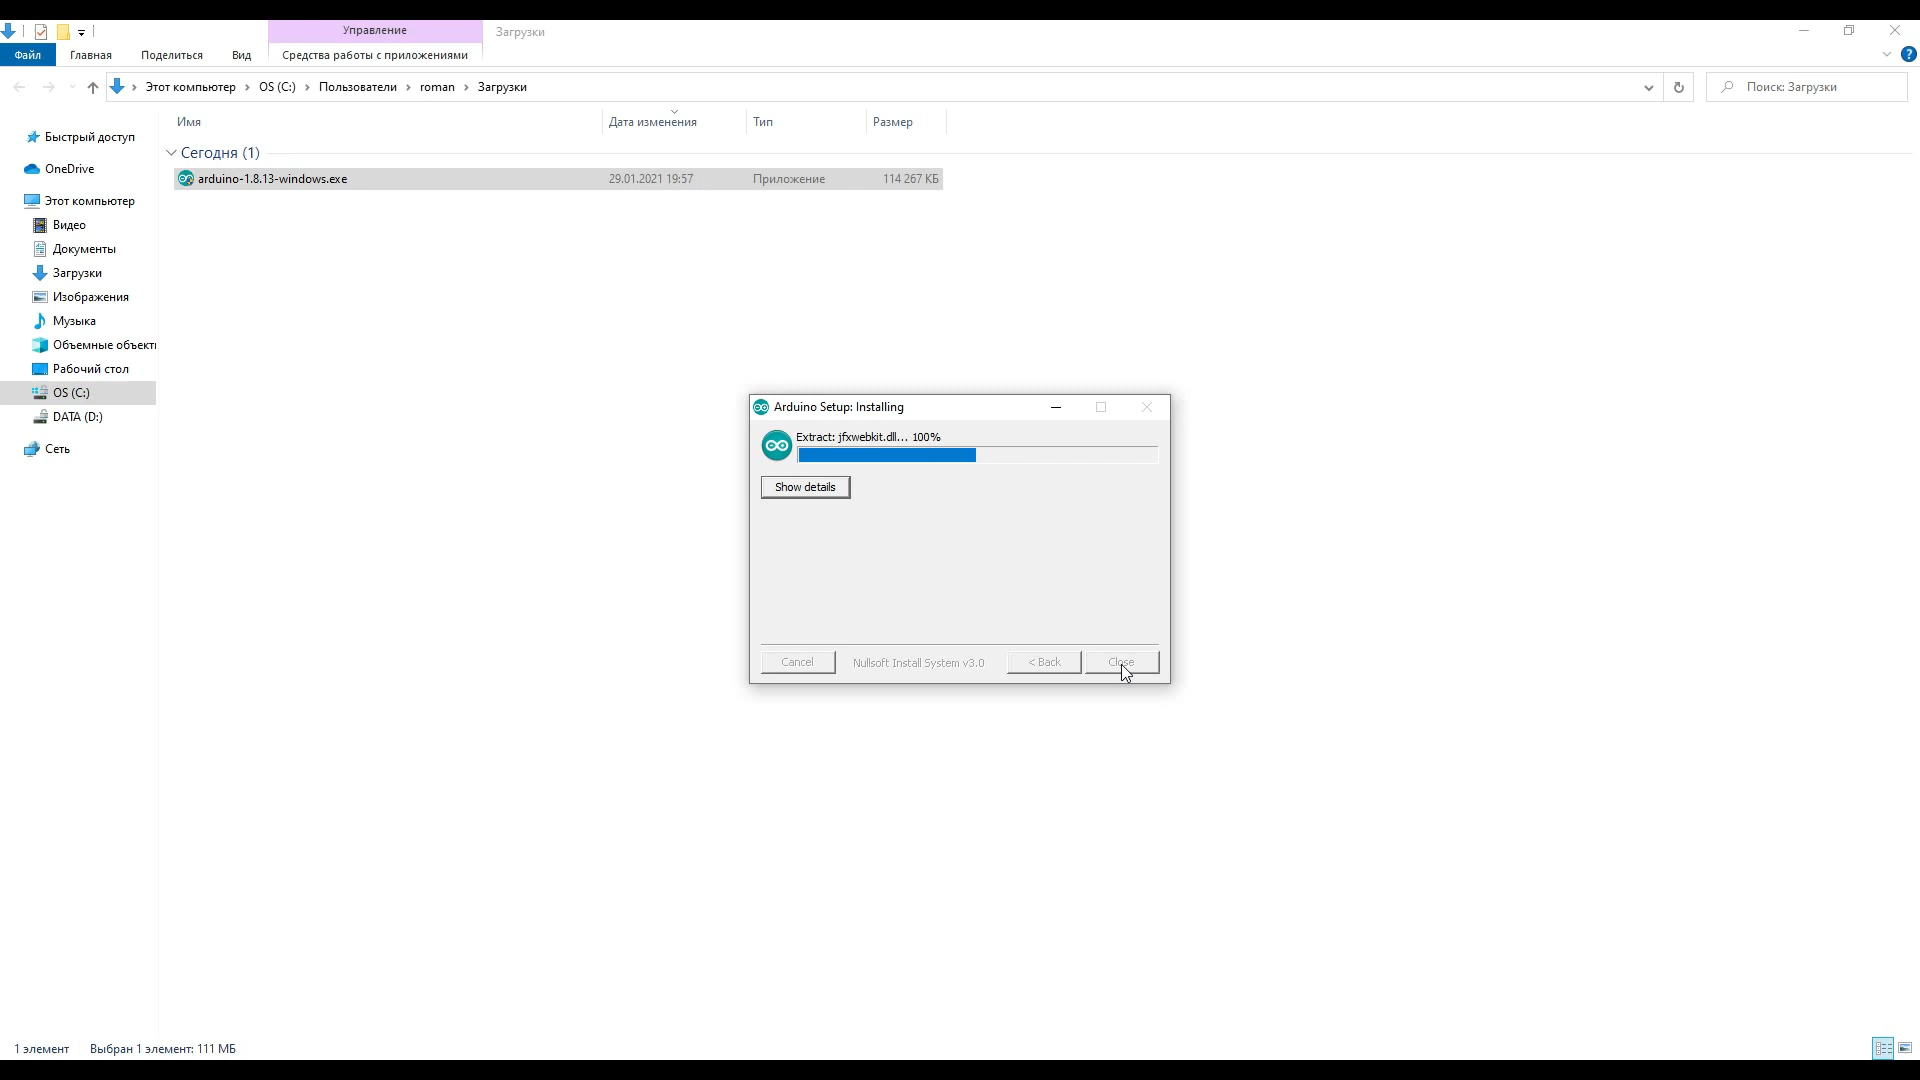 Управление
Загрузки
Файл
Главная
Поделиться
Вид
Средства работы с приложениями
?
Этот компьютер › OS (C:) › Пользователи › roman › Загрузки
Поиск: Загрузки
Имя
Дата изменения
Тип
Размер
Сегодня (1)
arduino-1.8.13-windows.exe
29.01.2021 19:57
Приложение
114 267 КБ
Быстрый доступ
OneDrive
Этот компьютер
Видео
Документы
Загрузки
Изображения
Музыка
Объемные объекты
Рабочий стол
OS (C:)
DATA (D:)
Сеть
Arduino Setup: Installing
Extract: jfxwebkit.dll... 100%
Show details
Cancel
Nullsoft Install System v3.0
< Back
Close
1 элемент
Выбран 1 элемент: 111 МБ